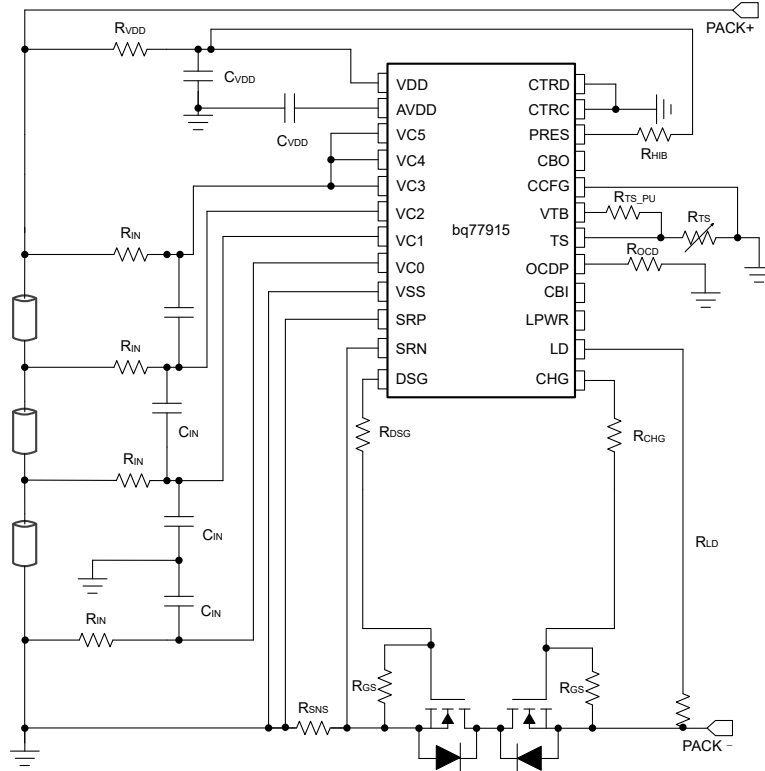 PACK+
RVDD
CVDD
CVDD
VDD
AVDD
VC5
VC4
VC3
VC2
VC1
VC0
VSS
SRP
SRN
DSG
bq77915
CTRD
CTRC
PRES
CBO
CCFG
VTB
TS
OCDP
CBI
LPWR
LD
CHG
RHIB
RTS_PU
RTS
ROCD
RIN
RIN
CIN
RIN
CIN
CIN
RIN
RDSG
RCHG
RLD
RGS
RGS
RSNS
PACK –